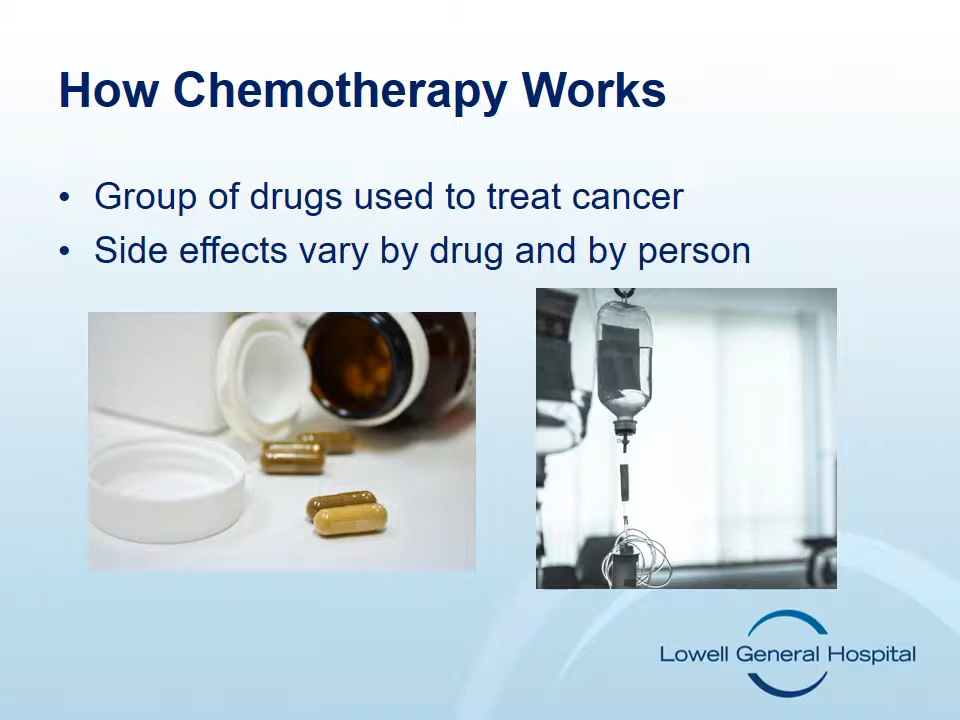 How Chemotherapy Works
• Group of drugs used to treat cancer
• Side effects vary by drug and by person
Lowell General Hospital